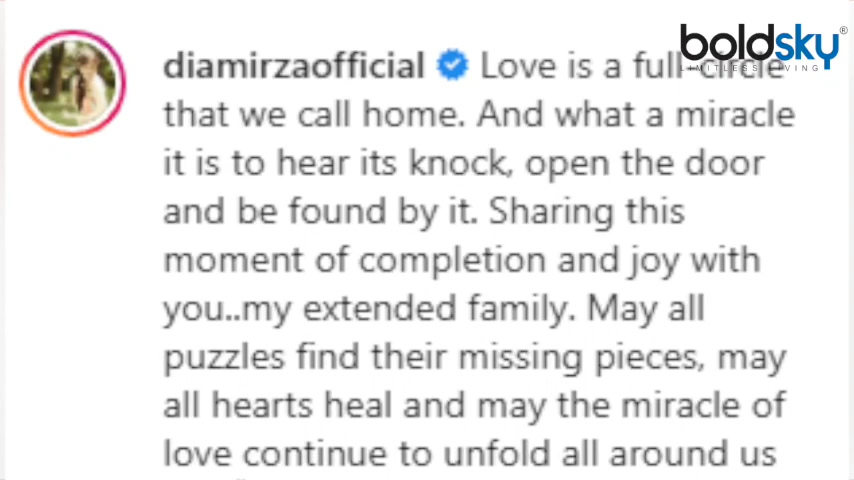 boldsky®
LIMITLESS LIVING
diamirzaofficial Love is a full circle
that we call home. And what a miracle
it is to hear its knock, open the door
and be found by it. Sharing this
moment of completion and joy with
you..my extended family. May all
puzzles find their missing pieces, may
all hearts heal and may the miracle of
love continue to unfold all around us